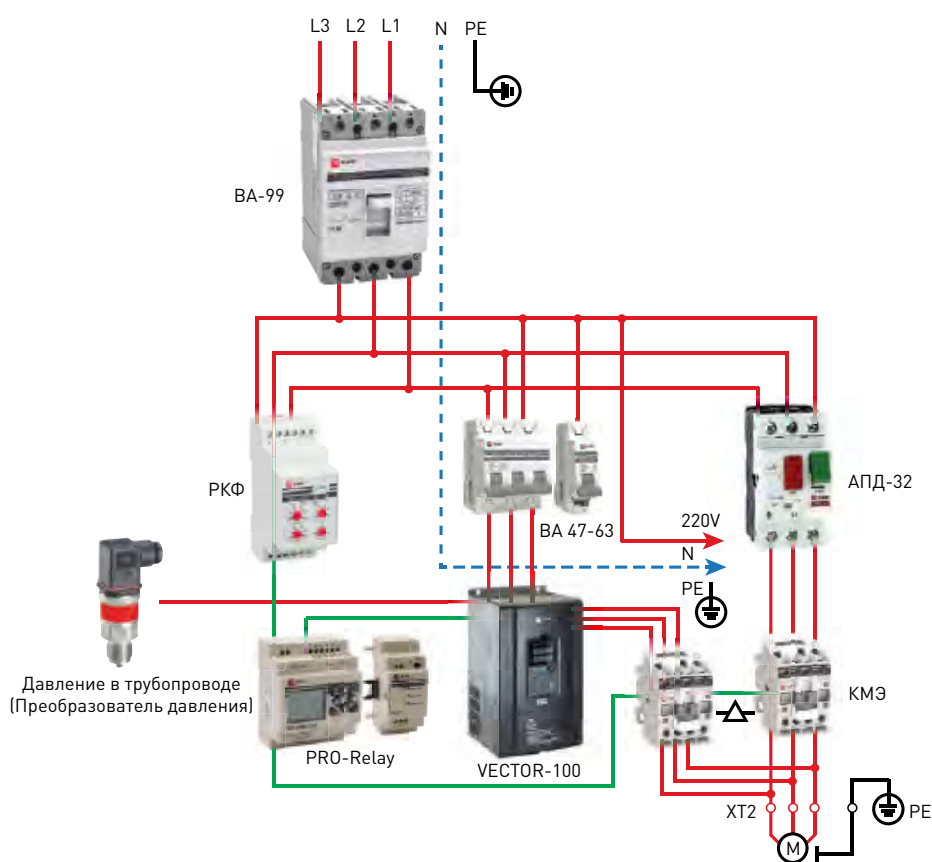 L3 L2 L1 N PE
ВА-99
РКФ
ВА 47-63
АПД-32
220V
N
PE
Давление в трубопроводе
(Преобразователь давления)
PRO-Relay
VECTOR-100
КМЭ
XT2
PE
M